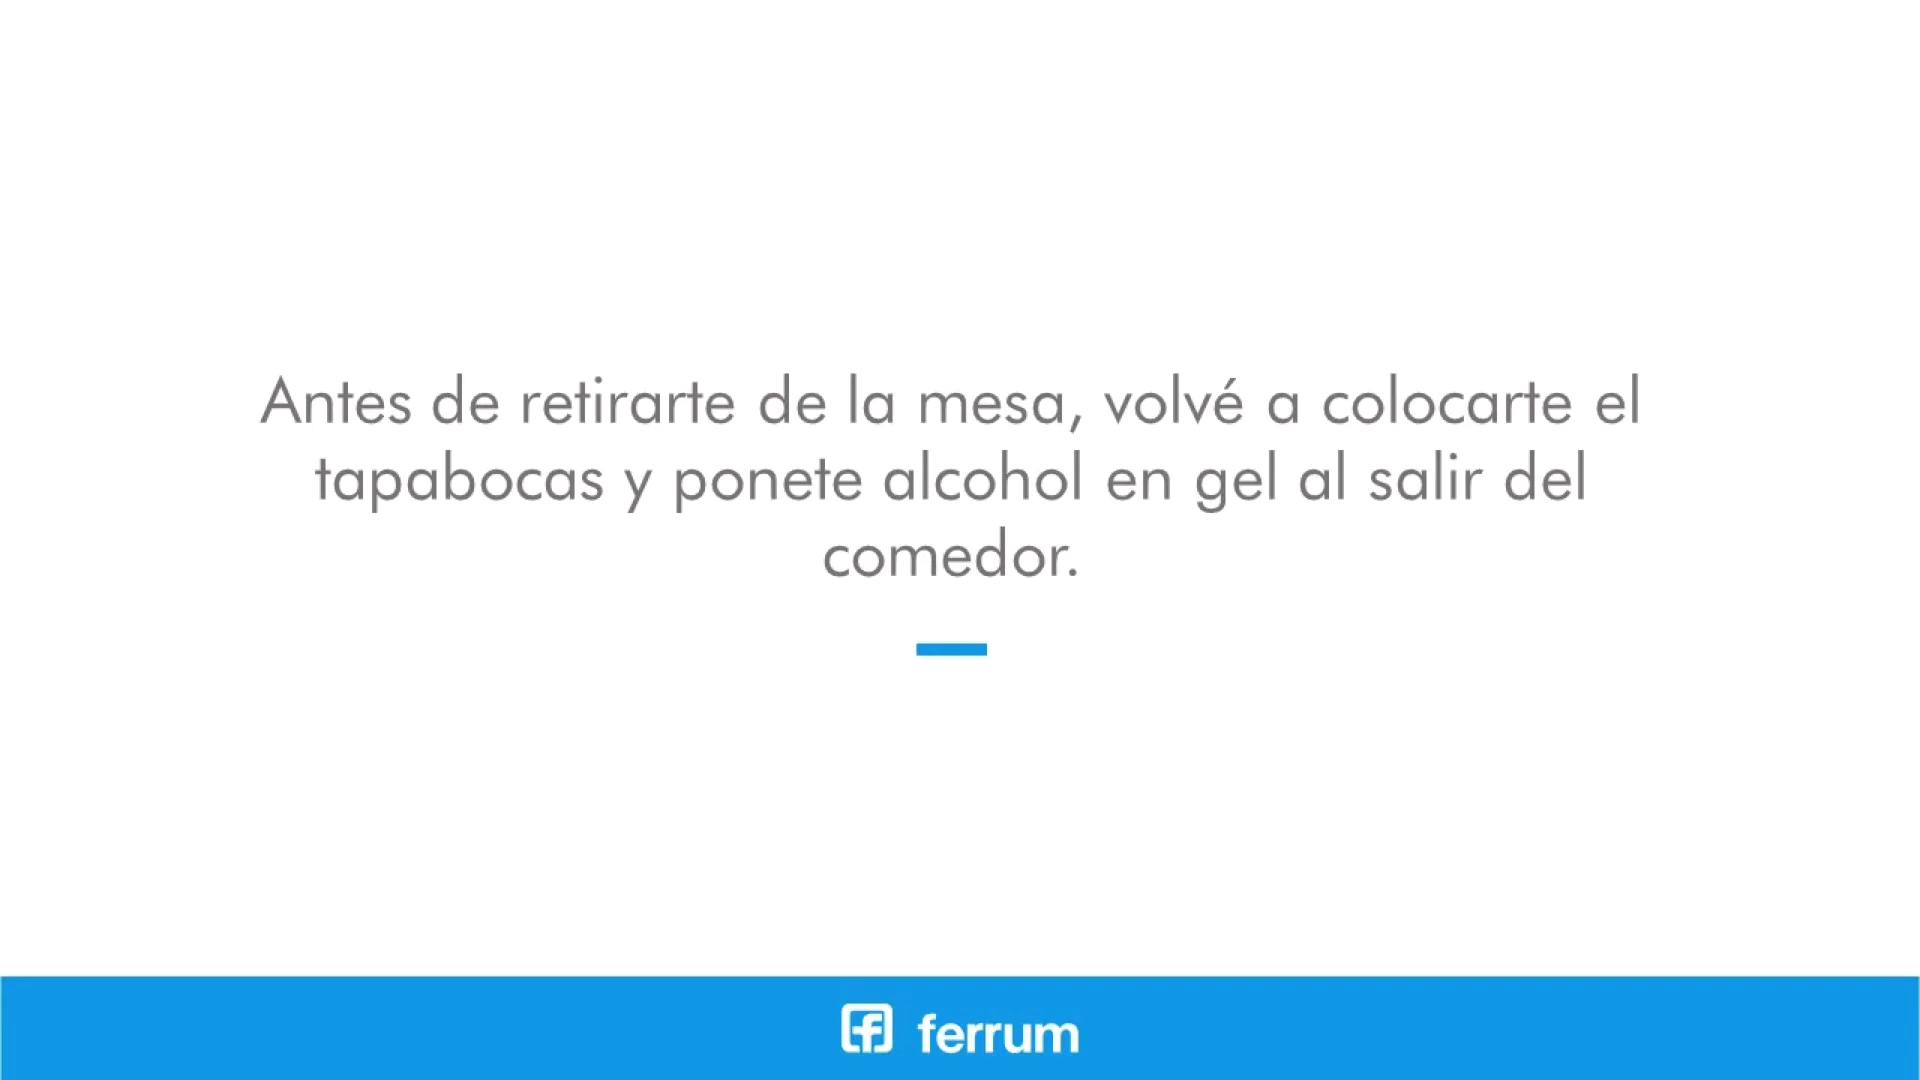 Antes de retirarte de la mesa, volvé a colocarte el
tapabocas y ponete alcohol en gel al salir del
comedor.
ferrum